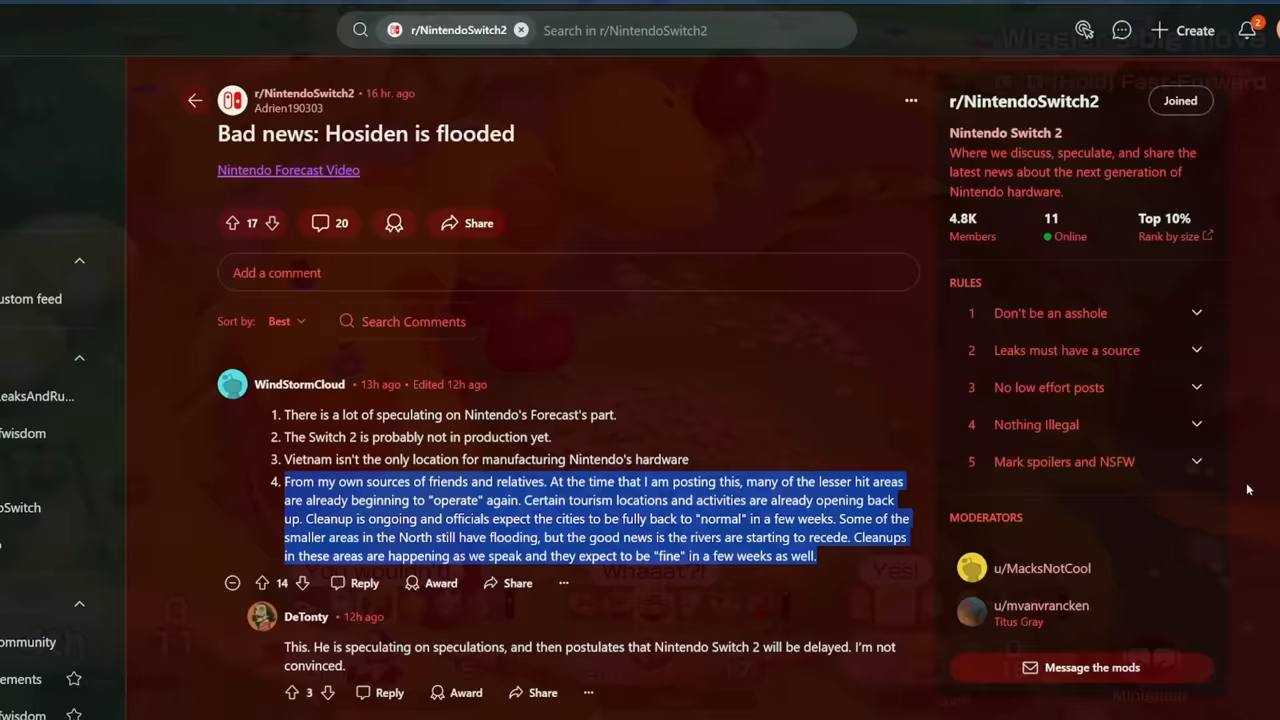 r/NintendoSwitch2
Search in r/NintendoSwitch2
Create
2
(Hold) Fast-Forward
r/NintendoSwitch2 • 16 hr. ago
Adrien190303
Bad news: Hosiden is flooded
Nintendo Forecast Video
17
20
Share
Add a comment
Sort by: Best
Search Comments
WindStormCloud • 13h ago • Edited 12h ago
1. There is a lot of speculating on Nintendo's Forecast's part.
2. The Switch 2 is probably not in production yet.
3. Vietnam isn't the only location for manufacturing Nintendo's hardware
4. From my own sources of friends and relatives. At the time that I am posting this, many of the lesser hit areas
are already beginning to "operate" again. Certain tourism locations and activities are already opening back
up. Cleanup is ongoing and officials expect the cities to be fully back to "normal" in a few weeks. Some of the
smaller areas in the North still have flooding, but the good news is the rivers are starting to recede. Cleanups
in these areas are happening as we speak and they expect to be "fine" in a few weeks as well.
14 Reply Award Share
DeTonty • 12h ago
This. He is speculating on speculations, and then postulates that Nintendo Switch 2 will be delayed. I'm not
convinced.
3 Reply Award Share
r/NintendoSwitch2
Joined
Nintendo Switch 2
Where we discuss, speculate, and share the
latest news about the next generation of
Nintendo hardware.
4.8K 11 Top 10%
Members Online Rank by size
RULES
1 Don't be an asshole
2 Leaks must have a source
3 No low effort posts
4 Nothing Illegal
5 Mark spoilers and NSFW
MODERATORS
u/MacksNotCool
u/mvanvrancken
Titus Gray
Message the mods
ustom feed
eaksAndRu...
fwisdom
oSwitch
ommunity
ements
fwisdom